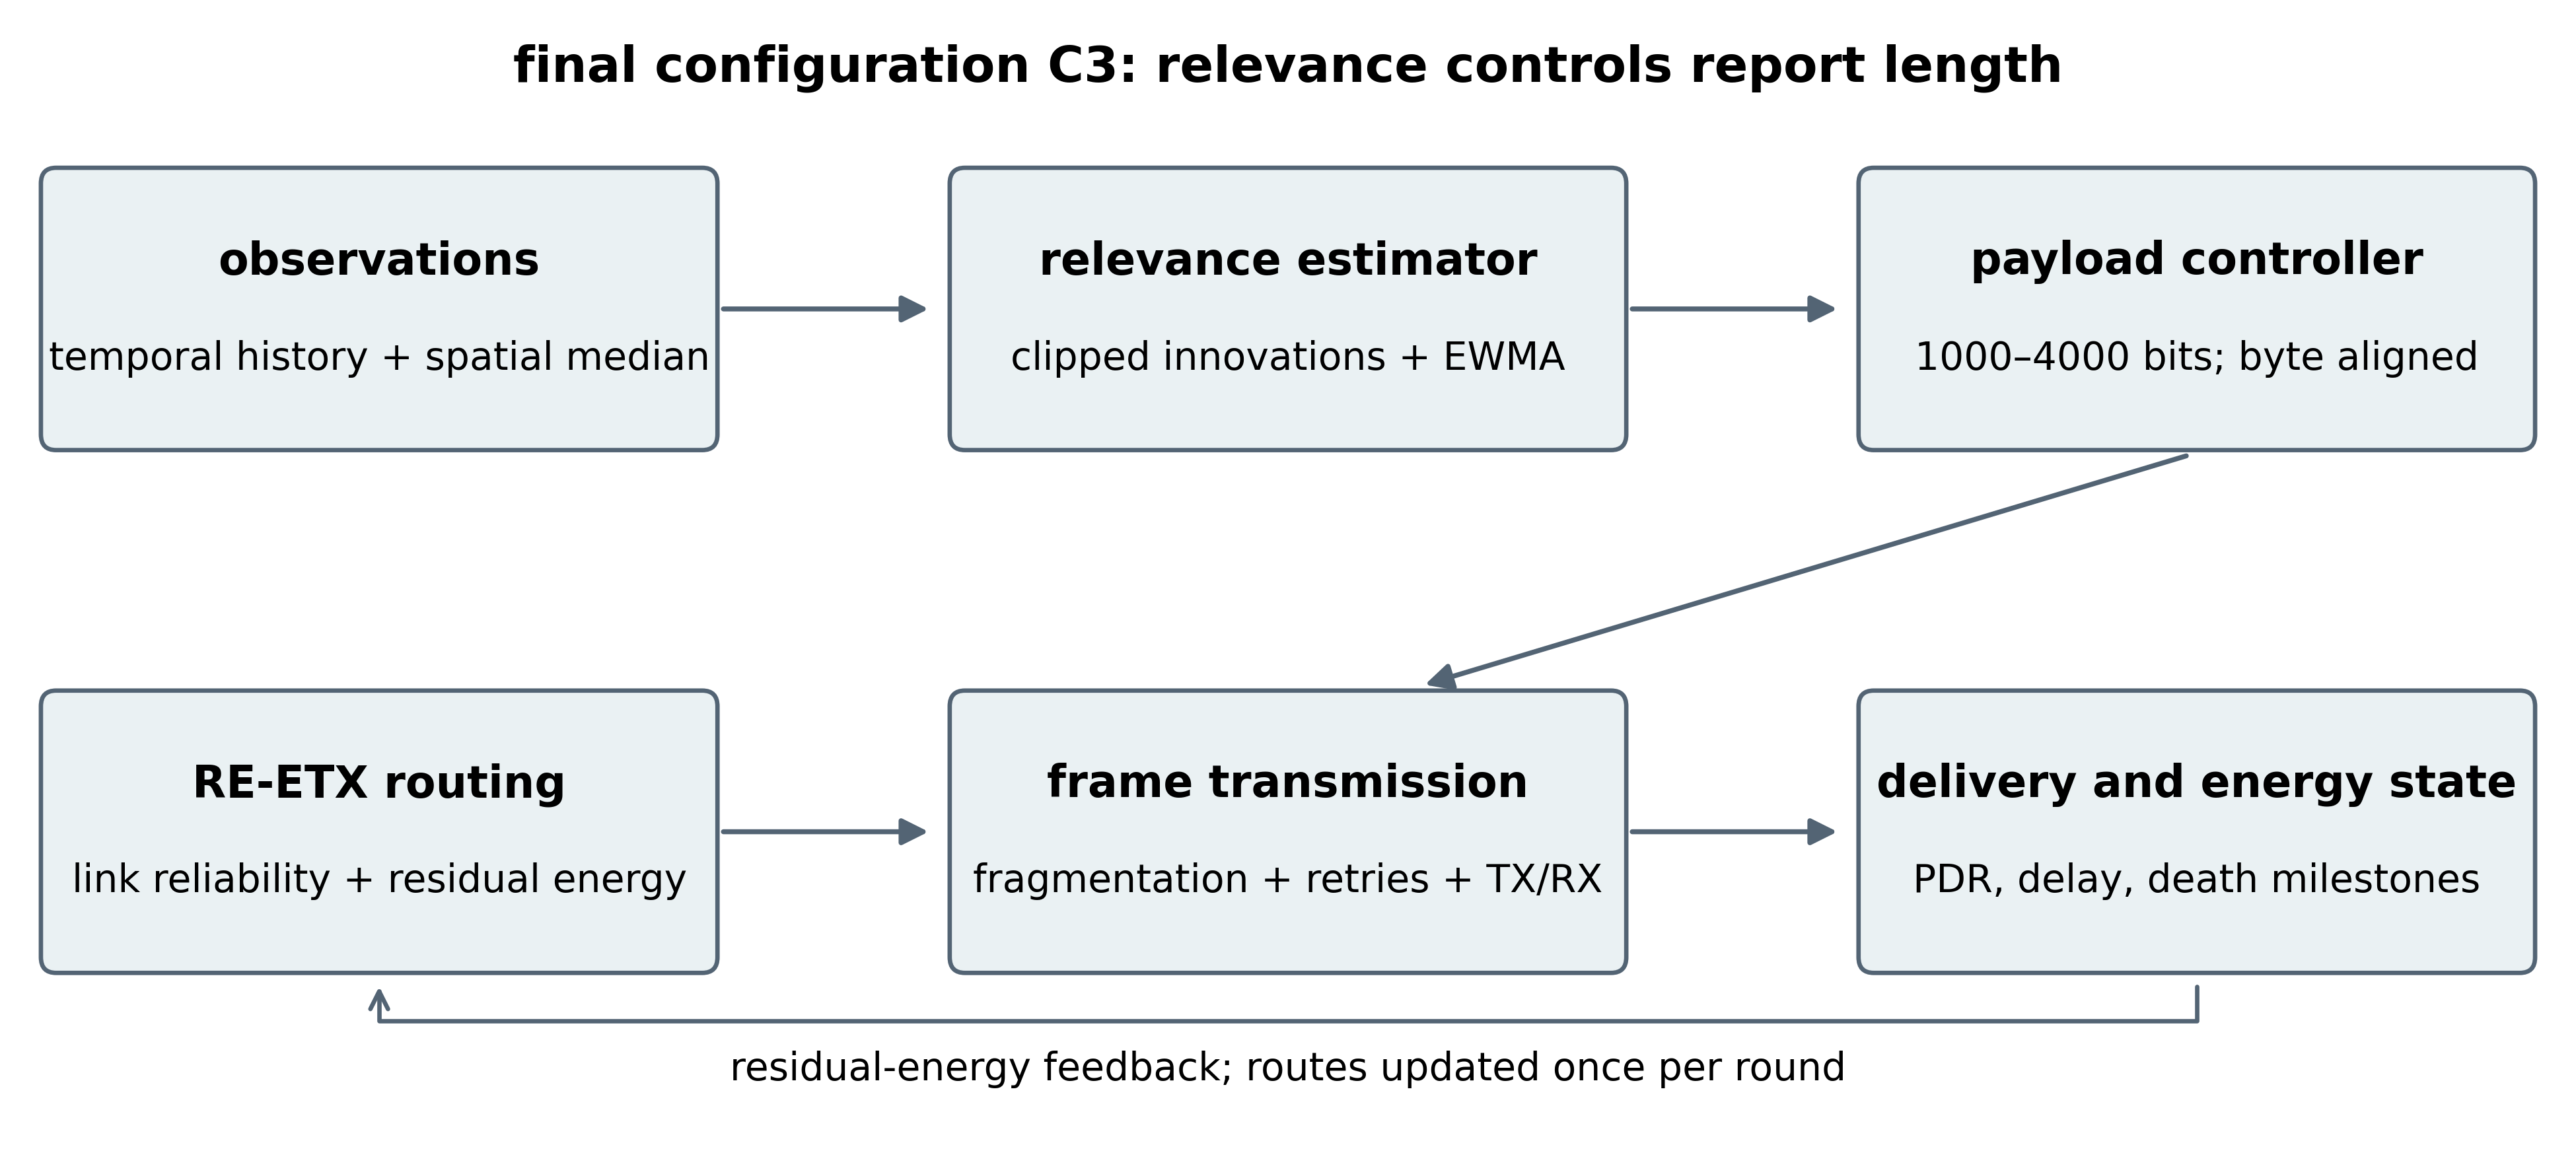 final configuration C3: relevance controls report length
observations
temporal history + spatial median
relevance estimator
clipped innovations + EWMA
payload controller
1000–4000 bits; byte aligned
RE-ETX routing
link reliability + residual energy
frame transmission
fragmentation + retries + TX/RX
delivery and energy state
PDR, delay, death milestones
residual-energy feedback; routes updated once per round